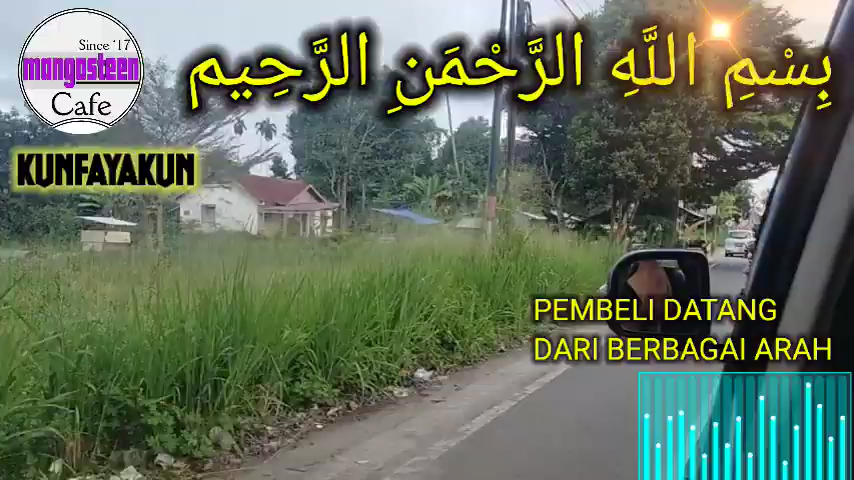 Since '17
mangosteen
Cafe
بِسْمِ اللَّهِ الرَّحْمَنِ الرَّحِيم
KUNFAYAKUN
PEMBELI DATANG
DARI BERBAGAI ARAH